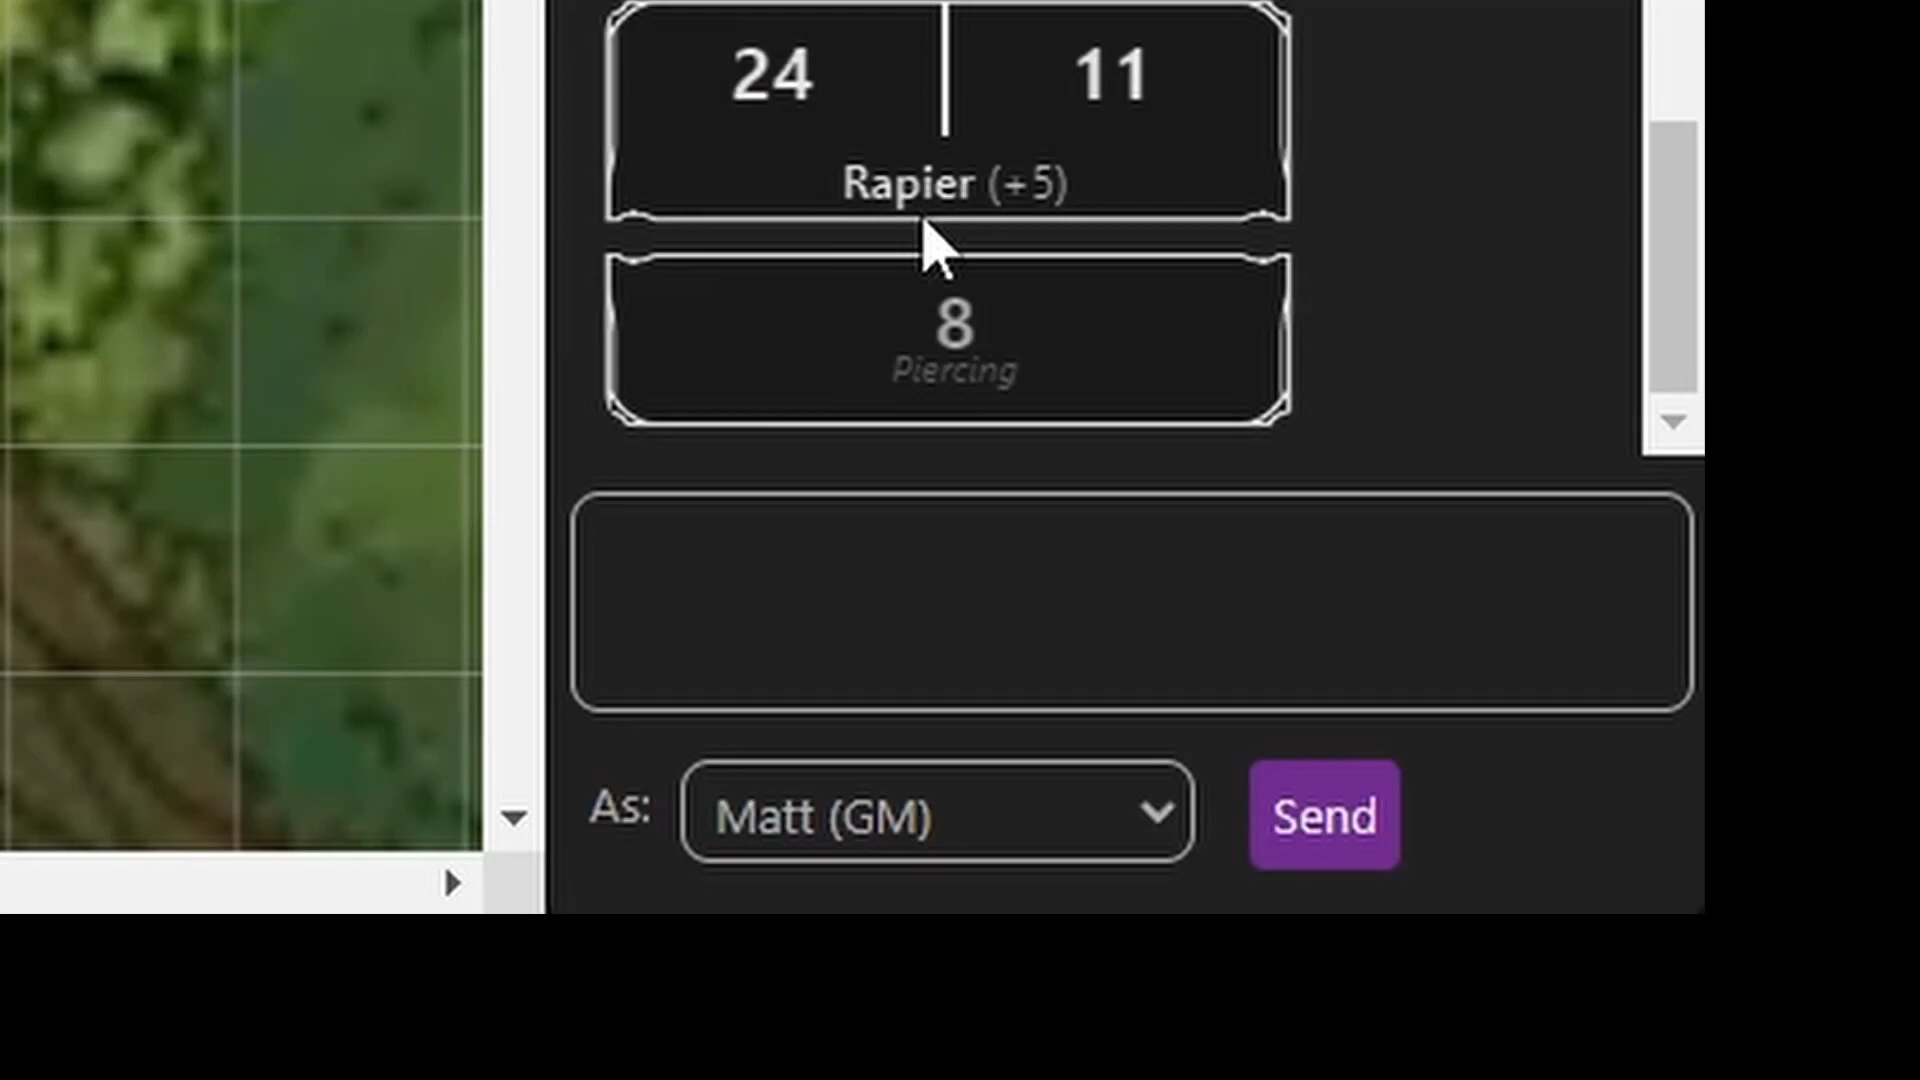 24 11
Rapier (+5)
8
Piercing
As: Matt (GM) Send